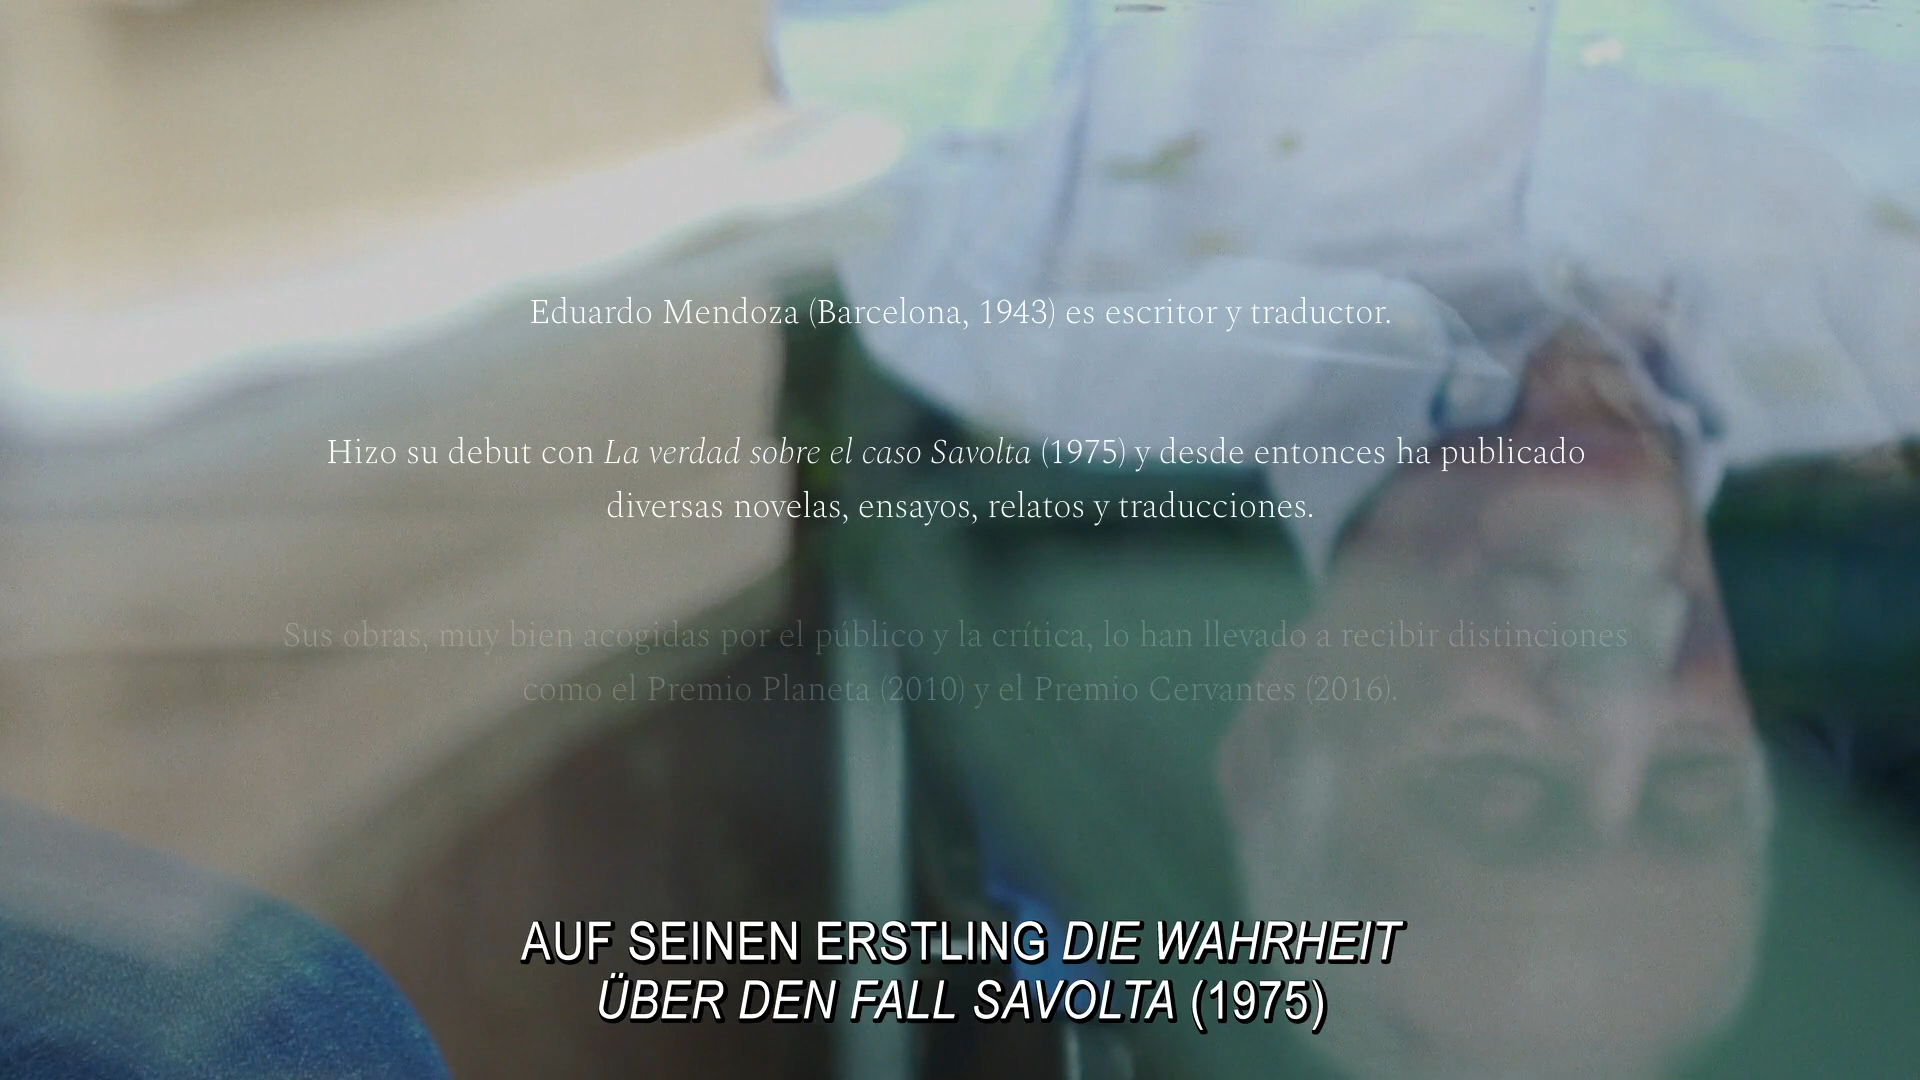 Eduardo Mendoza (Barcelona, 1943) es escritor y traductor.
Hizo su debut con La verdad sobre el caso Savolta (1975) y desde entonces ha publicado
diversas novelas, ensayos, relatos y traducciones.
Sus obras, muy bien acogidas por el público y la crítica, lo han llevado a recibir distinciones
como el Premio Planeta (2010) y el Premio Cervantes (2016).
AUF SEINEN ERSTLING DIE WAHRHEIT
ÜBER DEN FALL SAVOLTA (1975)